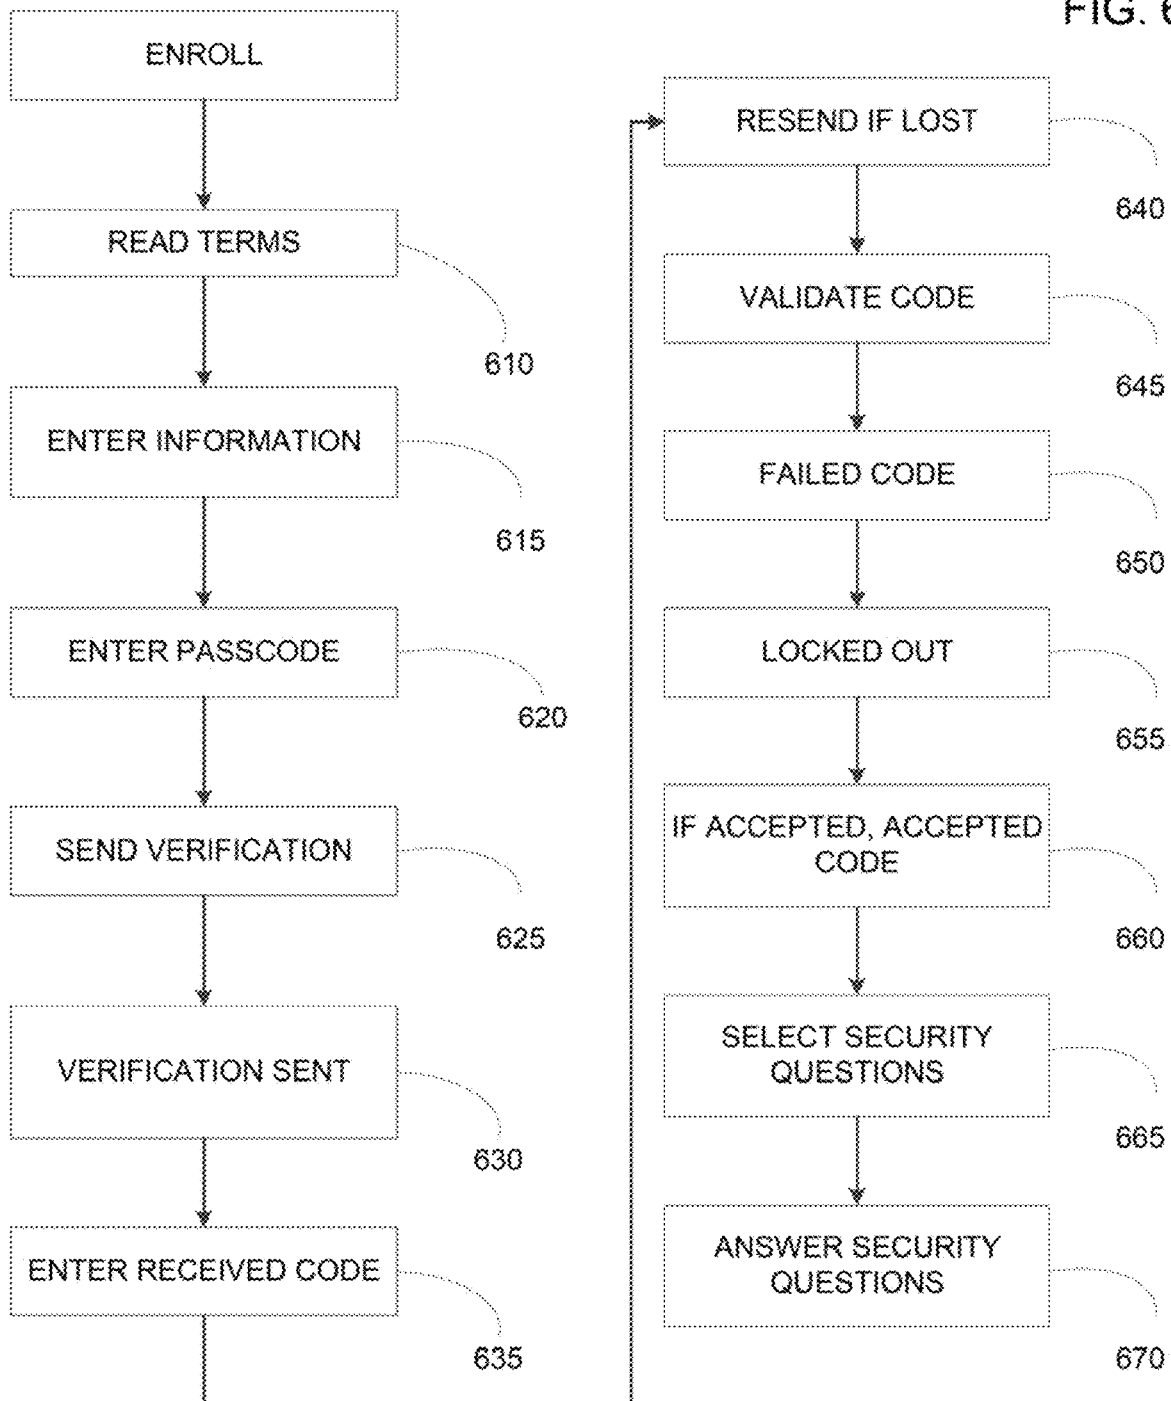 FIG. 6
ENROLL
READ TERMS
610
ENTER INFORMATION
615
ENTER PASSCODE
620
SEND VERIFICATION
625
VERIFICATION SENT
630
ENTER RECEIVED CODE
635
RESEND IF LOST
640
VALIDATE CODE
645
FAILED CODE
650
LOCKED OUT
655
IF ACCEPTED, ACCEPTED
CODE
660
SELECT SECURITY
QUESTIONS
665
ANSWER SECURITY
QUESTIONS
670